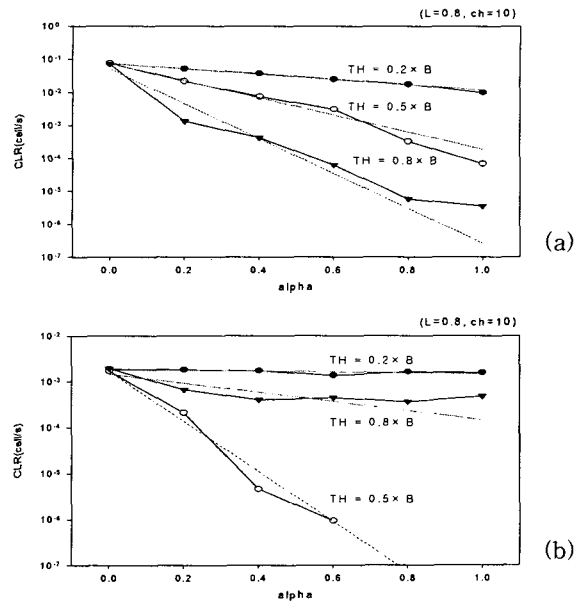 (L=0.8, ch=10)
10⁰
10⁻¹
10⁻²
10⁻³
10⁻⁴
10⁻⁵
10⁻⁶
10⁻⁷
CLR(cell/s)
TH = 0.2× B
TH = 0.5× B
TH = 0.8× B
0.0 0.2 0.4 0.6 0.8 1.0
alpha
(a)
(L=0.8, ch=10)
10⁻²
10⁻³
10⁻⁴
10⁻⁵
10⁻⁶
10⁻⁷
CLR(cell/s)
TH = 0.2× B
TH = 0.8× B
TH = 0.5× B
0.0 0.2 0.4 0.6 0.8 1.0
alpha
(b)